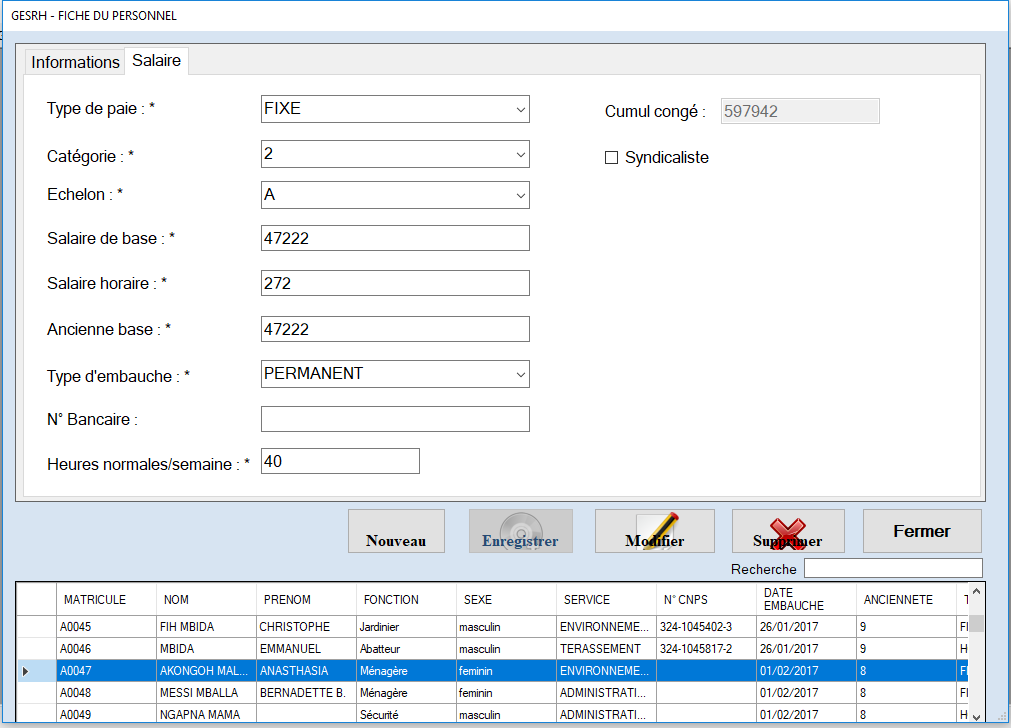 GESRH - FICHE DU PERSONNEL
Informations Salaire
Type de paie : * FIXE Cumul congé : 597942
Catégorie : * 2 Syndicaliste
Echelon : * A
Salaire de base : * 47222
Salaire horaire : * 272
Ancienne base : * 47222
Type d'embauche : * PERMANENT
N° Bancaire :
Heures normales/semaine : * 40
Nouveau Enregistrer Modifier Supprimer Fermer
Recherche
MATRICULE NOM PRENOM FONCTION SEXE SERVICE N° CNPS DATE EMBAUCHE ANCIENNETE T
A0045 FIH MBIDA CHRISTOPHE Jardinier masculin ENVIRONNEME... 324-1045402-3 26/01/2017 9 FI
A0046 MBIDA EMMANUEL Abatteur masculin TERASSEMENT 324-1045817-2 26/01/2017 9 H
A0047 AKONGOH MAL... ANASTHASIA Ménagère feminin ENVIRONNEME... 01/02/2017 8 FI
A0048 MESSI MBALLA BERNADETTE B. Ménagère feminin ADMINISTRATI... 01/02/2017 8 FI
A0049 NGAPNA MAMA Sécurité masculin ADMINISTRATI... 01/02/2017 8 H